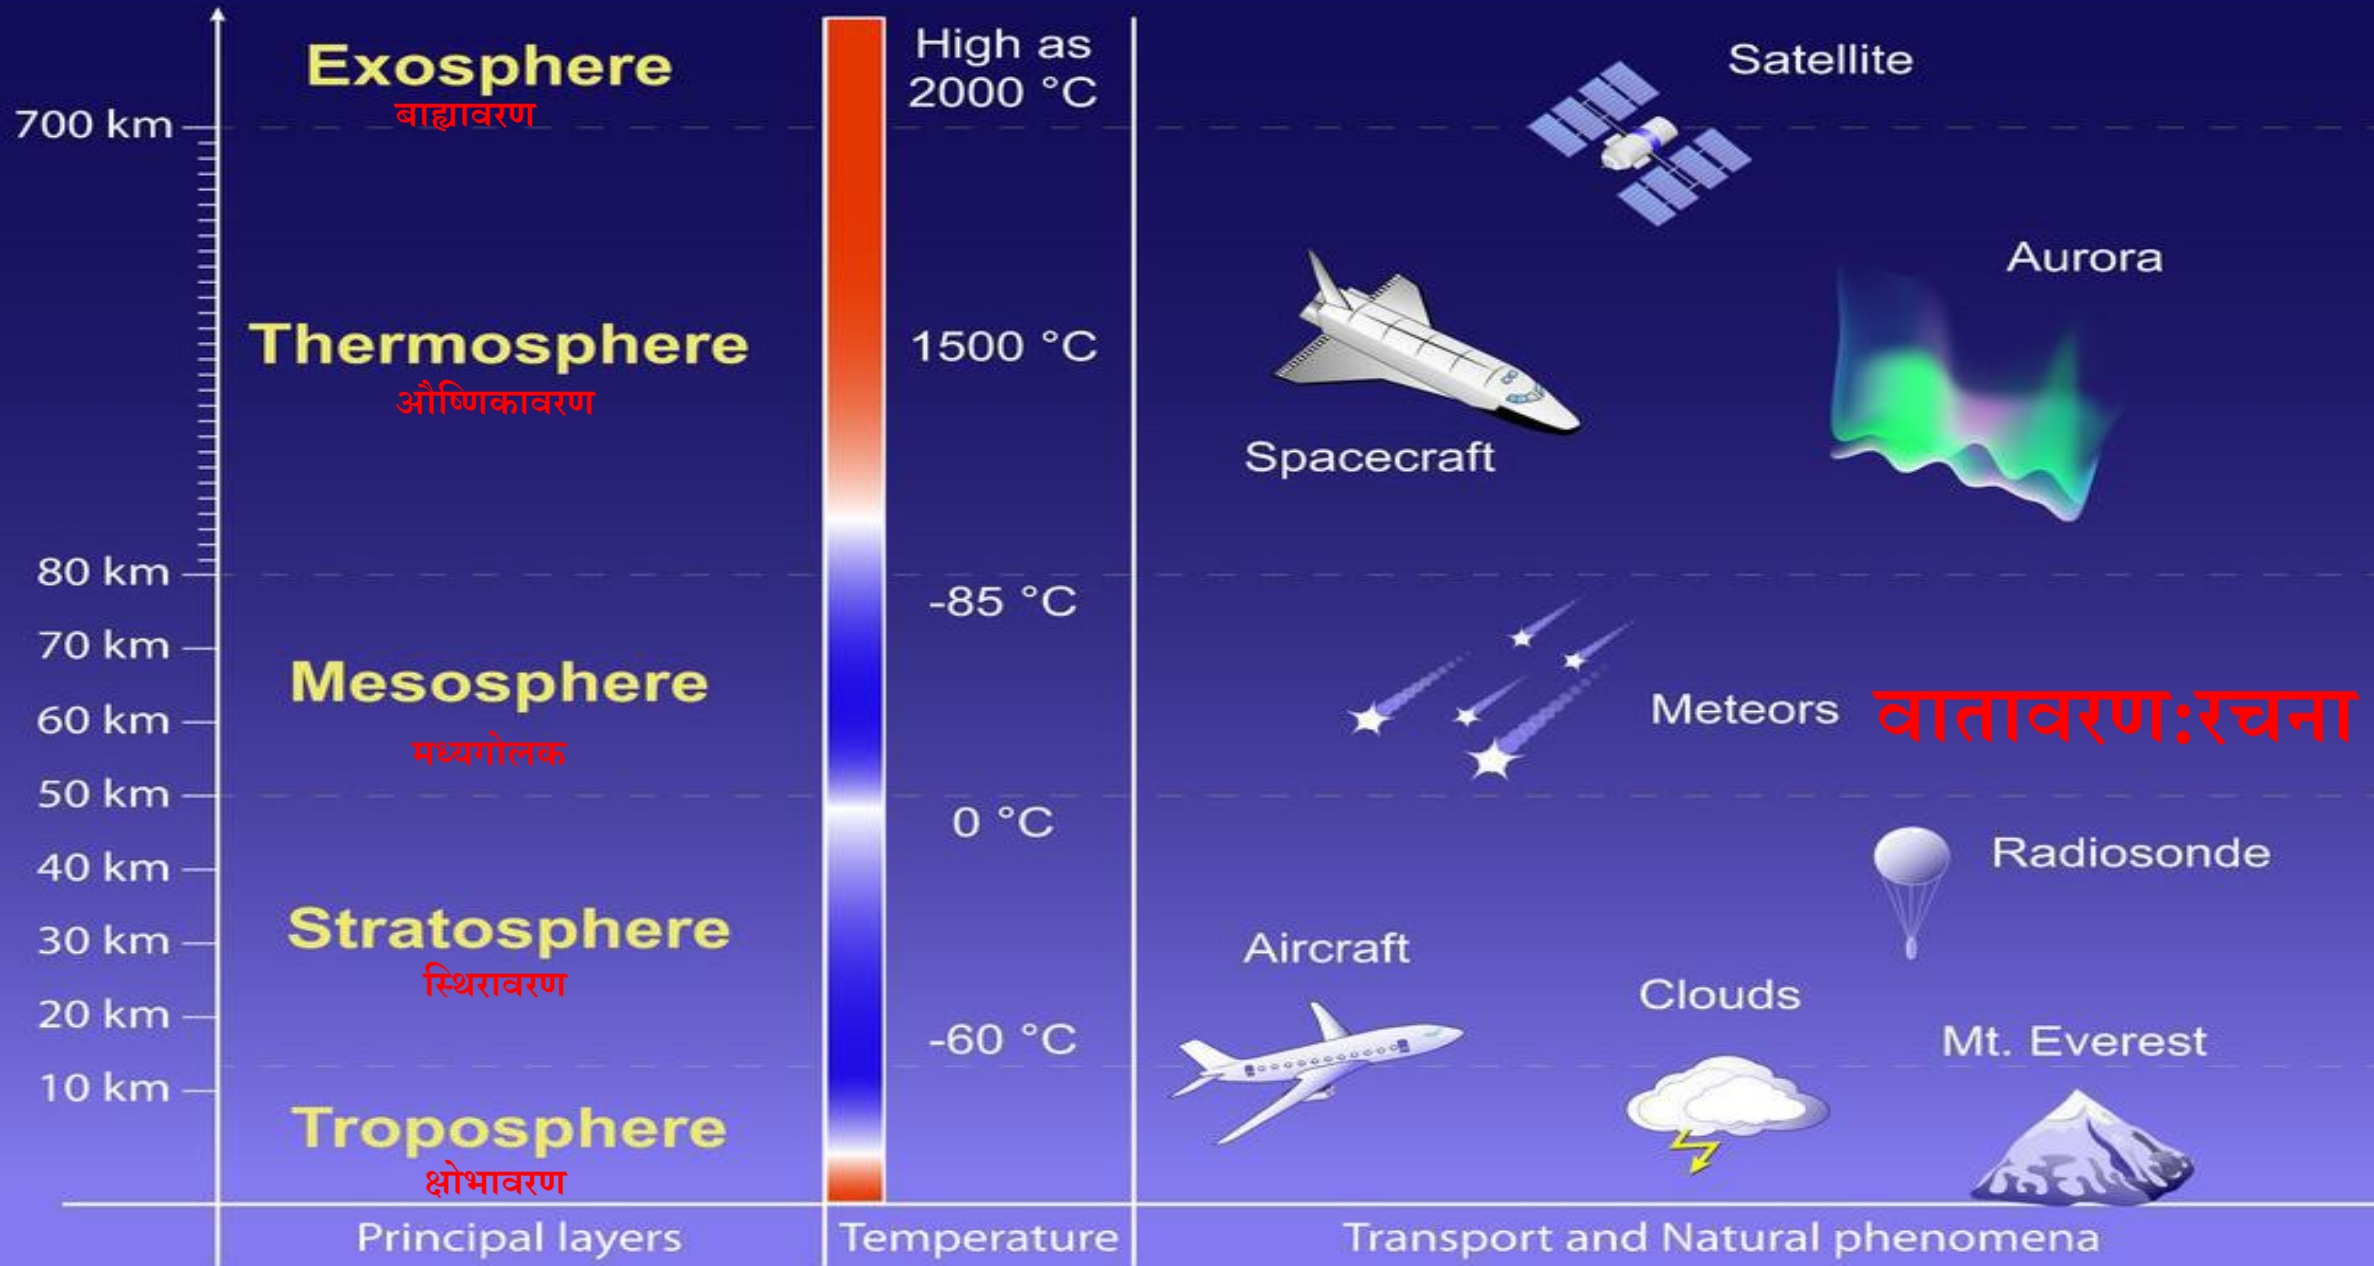 Exosphere
बाह्यावरण
700 km
High as
2000 °C
Satellite
Aurora
Thermosphere
औष्णिकावरण
1500 °C
Spacecraft
80 km
-85 °C
70 km
Mesosphere
मध्यगोलक
60 km
Meteors
वातावरण:रचना
50 km
0 °C
40 km
Radiosonde
30 km
Stratosphere
स्थिरावरण
Aircraft
20 km
Clouds
-60 °C
Mt. Everest
10 km
Troposphere
क्षोभावरण
Principal layers
Temperature
Transport and Natural phenomena